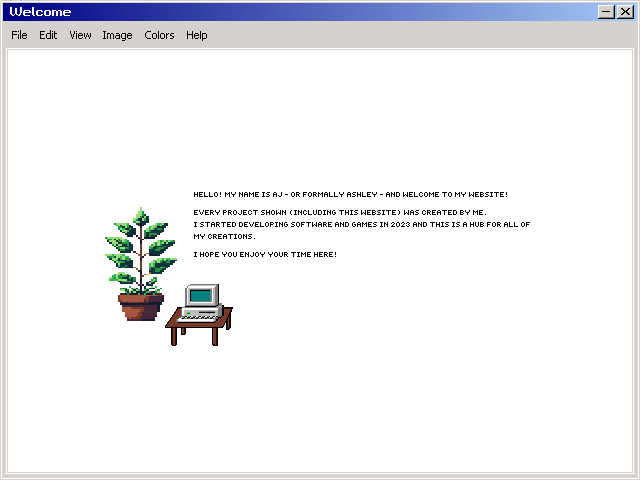 Welcome
File Edit View Image Colors Help
HELLO! MY NAME IS AJ - OR FORMALLY ASHLEY - AND WELCOME TO MY WEBSITE!
EVERY PROJECT SHOWN (INCLUDING THIS WEBSITE) WAS CREATED BY ME.
I STARTED DEVELOPING SOFTWARE AND GAMES IN 2023 AND THIS IS A HUB FOR ALL OF
MY CREATIONS.
I HOPE YOU ENJOY YOUR TIME HERE!